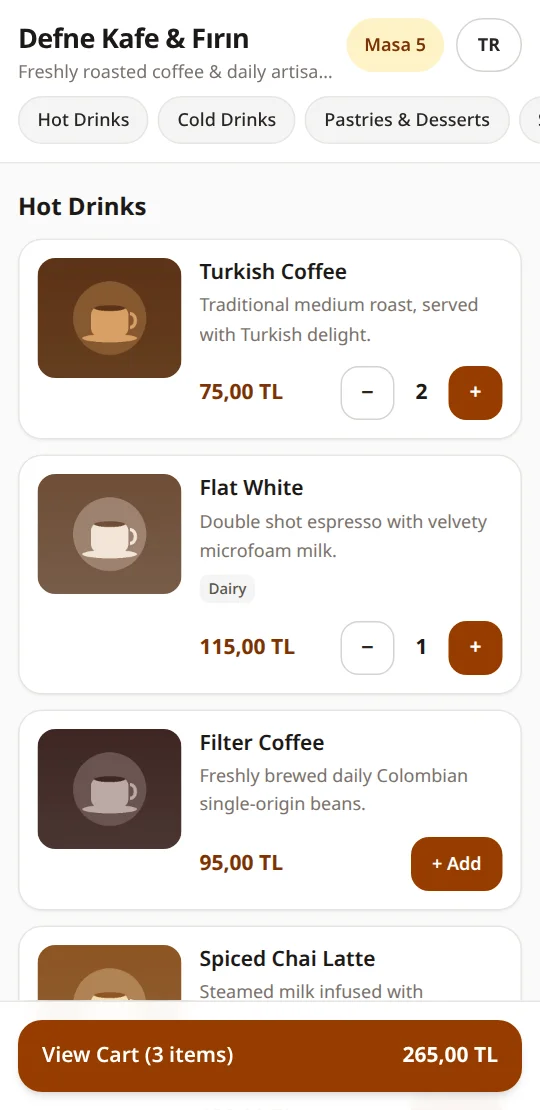 Defne Kafe & Fırın
Masa 5
TR
Freshly roasted coffee & daily artisa...
Hot Drinks
Cold Drinks
Pastries & Desserts
Hot Drinks
Turkish Coffee
Traditional medium roast, served
with Turkish delight.
75,00 TL
−
2
+
Flat White
Double shot espresso with velvety
microfoam milk.
Dairy
115,00 TL
−
1
+
Filter Coffee
Freshly brewed daily Colombian
single-origin beans.
95,00 TL
+ Add
Spiced Chai Latte
Steamed milk infused with
View Cart (3 items)
265,00 TL